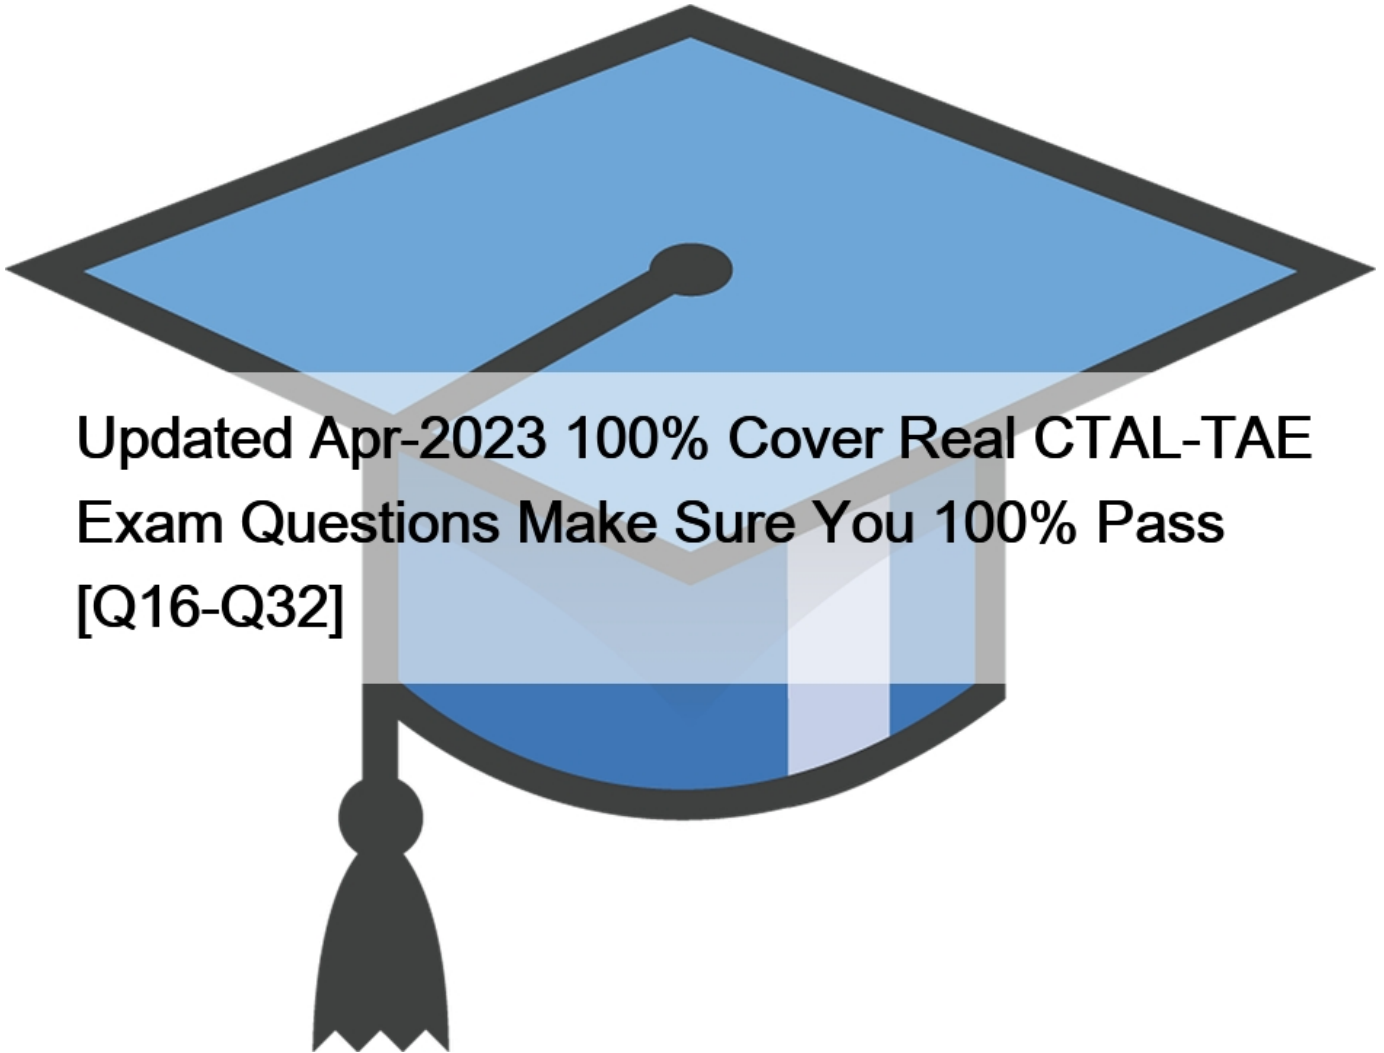 Updated Apr-2023 100% Cover Real CTAL-TAE
Exam Questions Make Sure You 100% Pass
[Q16-Q32]